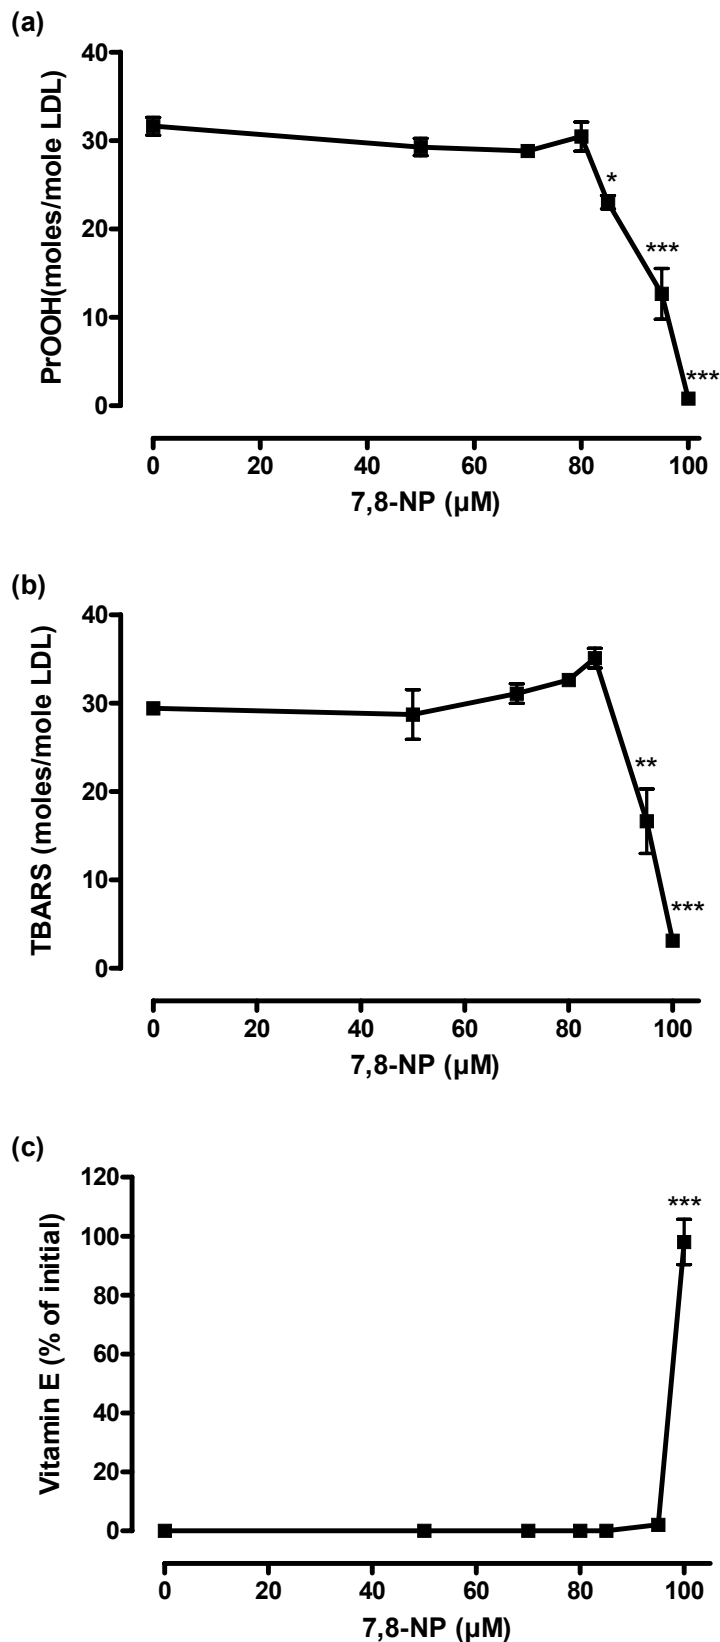 (a)
PrOOH(moles/mole LDL)
40
30
20
10
0
*
***
***
0 20 40 60 80 100
7,8-NP (µM)
(b)
TBARS (moles/mole LDL)
40
30
20
10
0
**
***
0 20 40 60 80 100
7,8-NP (µM)
(c)
Vitamin E (% of initial)
120
100
80
60
40
20
0
***
0 20 40 60 80 100
7,8-NP (µM)